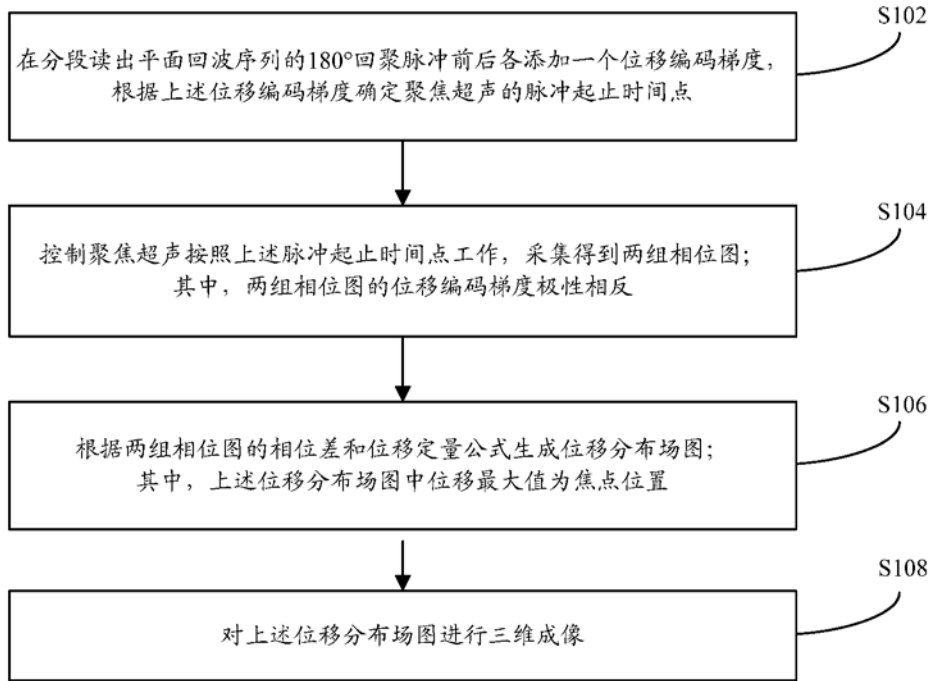 S102
在分段读出平面回波序列的180°回聚脉冲前后各添加一个位移编码梯度，
根据上述位移编码梯度确定聚焦超声的脉冲起止时间点
S104
控制聚焦超声按照上述脉冲起止时间点工作，采集得到两组相位图；
其中，两组相位图的位移编码梯度极性相反
S106
根据两组相位图的相位差和位移定量公式生成位移分布场图；
其中，上述位移分布场图中位移最大值为焦点位置
S108
对上述位移分布场图进行三维成像